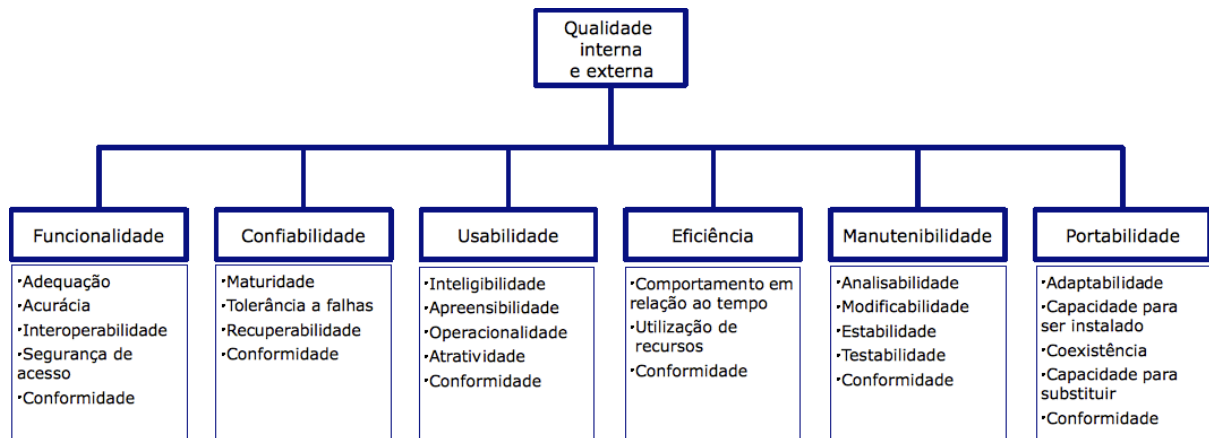 Qualidade
interna
e externa
Funcionalidade
·Adequação
·Acurácia
·Interoperabilidade
·Segurança de
acesso
·Conformidade
Confiabilidade
·Maturidade
·Tolerância a falhas
·Recuperabilidade
·Conformidade
Usabilidade
·Inteligibilidade
·Apreensibilidade
·Operacionalidade
·Atratividade
·Conformidade
Eficiência
·Comportamento em
relação ao tempo
·Utilização de
recursos
·Conformidade
Manutenibilidade
·Analisabilidade
·Modificabilidade
·Estabilidade
·Testabilidade
·Conformidade
Portabilidade
·Adaptabilidade
·Capacidade para
ser instalado
·Coexistência
·Capacidade para
substituir
·Conformidade